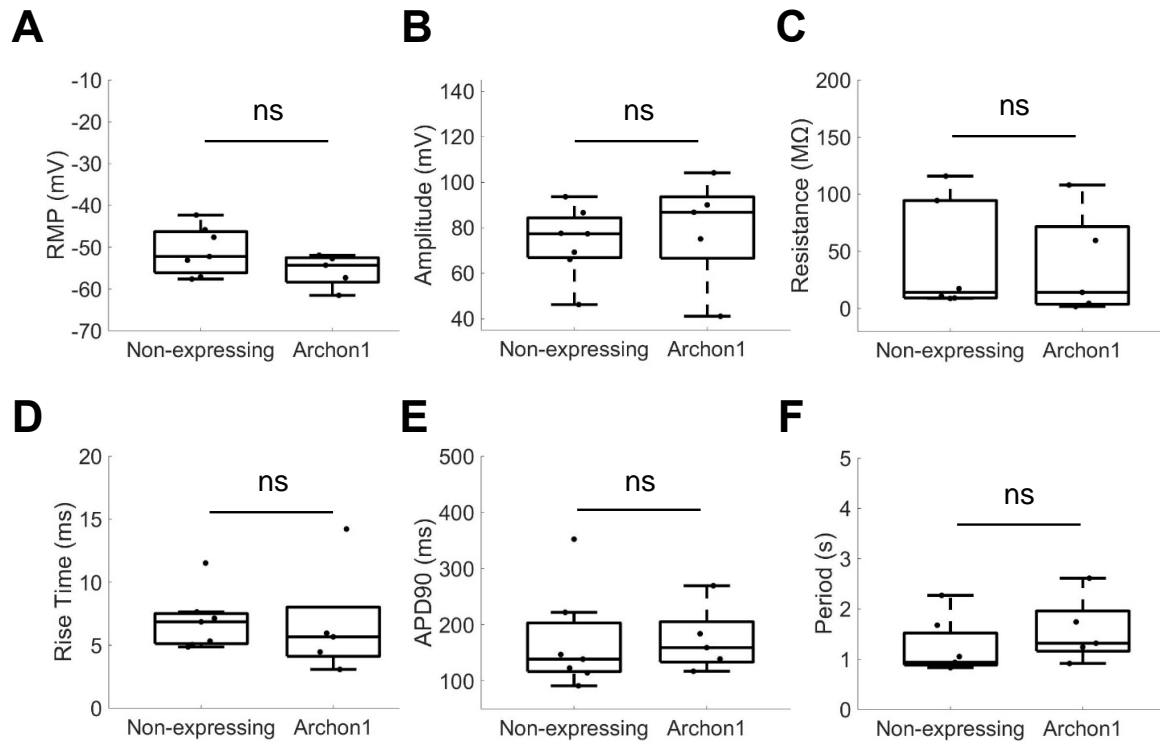 A
B
C
-10
-20
-30
-40
-50
-60
-70
RMP (mV)
ns
Non-expressing
Archon1
140
120
100
80
60
40
Amplitude (mV)
ns
Non-expressing
Archon1
200
150
100
50
0
Resistance (MΩ)
ns
Non-expressing
Archon1
D
E
F
20
15
10
5
0
Rise Time (ms)
ns
Non-expressing
Archon1
500
400
300
200
100
APD90 (ms)
ns
Non-expressing
Archon1
5
4
3
2
1
0
Period (s)
ns
Non-expressing
Archon1